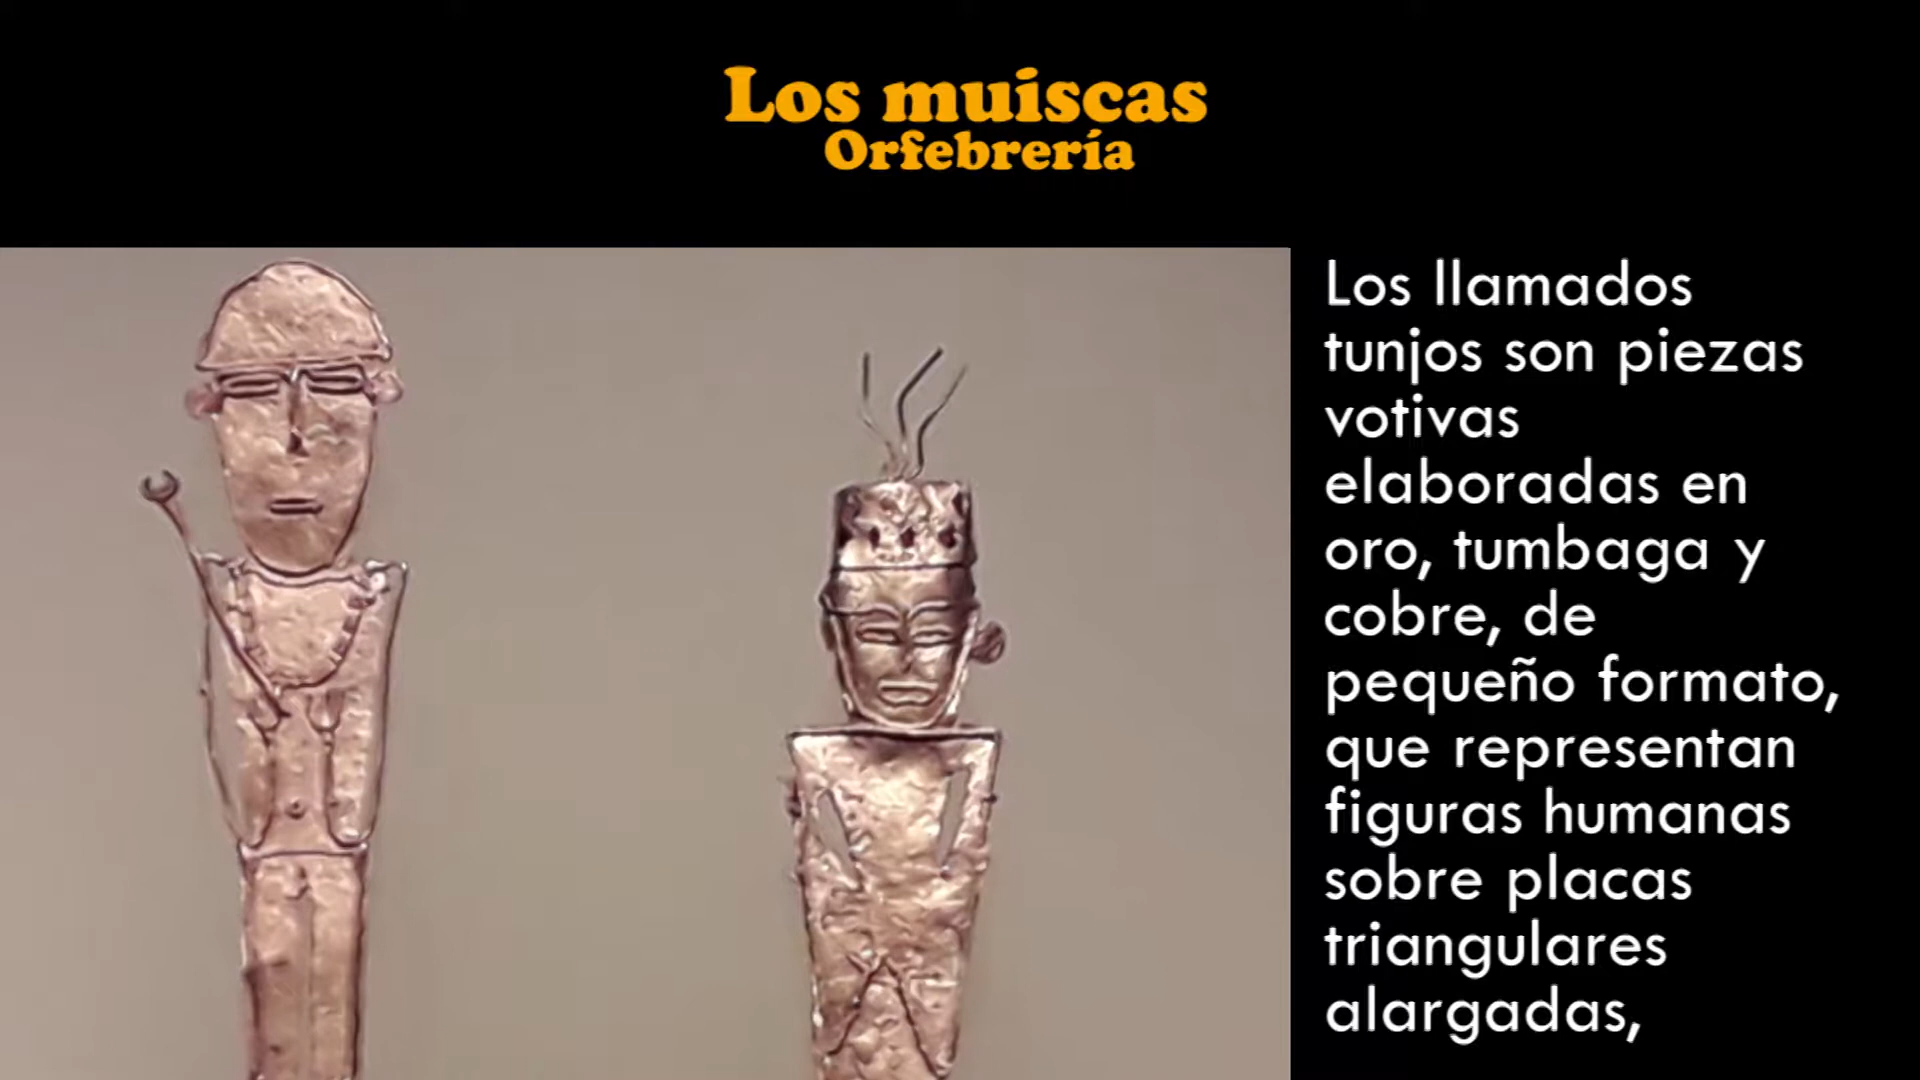 Los muiscas
Orfebrería
Los llamados
tunjos son piezas
votivas
elaboradas en
oro, tumbaga y
cobre, de
pequeño formato,
que representan
figuras humanas
sobre placas
triangulares
alargadas,